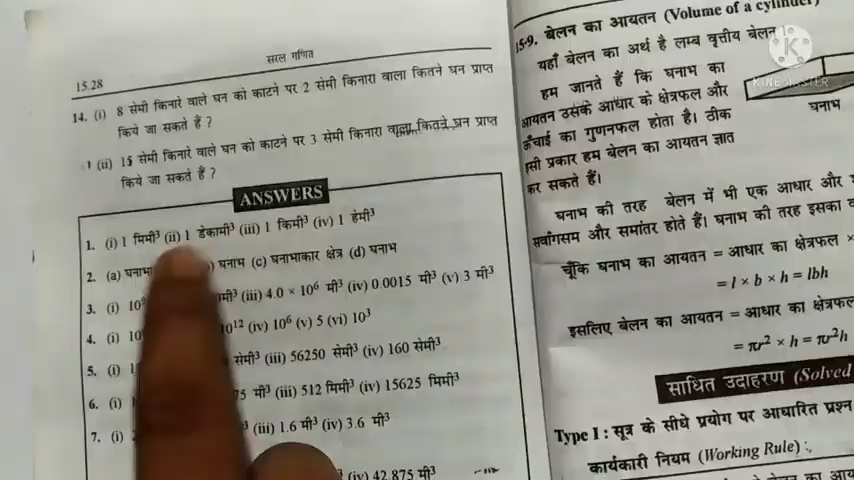 15.28
सरल गणित
14. (i) 8 सेमी किनारे वाले घन को काटने पर 2 सेमी किनारा वाला कितने घन प्राप्त
किये जा सकते हैं ?
(ii) 15 सेमी किनारे वाले घन को काटने पर 3 सेमी किनारा वाला कितने घन प्राप्त
किये जा सकते हैं ?
ANSWERS
1. (i) 1 मिमी³ (ii) 1 डेकामी³ (iii) 1 किमी³ (iv) 1 हेमी³
2. (a) घनाभ घनाभ (c) घनाभाकार क्षेत्र (d) घनाभ
3. (i) मी³ (iii) 4.0 × 10⁶ मी³ (iv) 0.0015 मी³ (v) 3 मी³
4. (i) 10¹² (iv) 10⁶ (v) 5 (vi) 10³
5. (i) सेमी³ (iii) 56250 सेमी³ (iv) 160 सेमी³
6. (i) 75 मी³ (iii) 512 मिमी³ (iv) 15625 मिमी³
7. (i) (iii) 1.6 मी³ (iv) 3.6 मी³
(iv) 42.875 मी³
15.9. बेलन का आयतन (Volume of a cylinder)
यहाँ बेलन का अर्थ है लम्ब वृत्तीय बेलन
हम जानते हैं कि घनाभ का
आयतन उसके आधार के क्षेत्रफल और
ऊँचाई का गुणनफल होता है। ठीक
इसी प्रकार हम बेलन का आयतन ज्ञात
कर सकते हैं।
घनाभ
घनाभ की तरह बेलन में भी एक आधार और
सर्वांगसम और समांतर होते हैं। घनाभ की तरह इसका
चूँकि घनाभ का आयतन = आधार का क्षेत्रफल ×
= l × b × h = lbh
इसलिए बेलन का आयतन = आधार का क्षेत्रफल
= πr² × h = πr²h
साधित उदाहरण (Solved
Type I : सूत्र के सीधे प्रयोग पर आधारित प्रश्न
कार्यकारी नियम (Working Rule) :
बेलन का
KINEMASTER